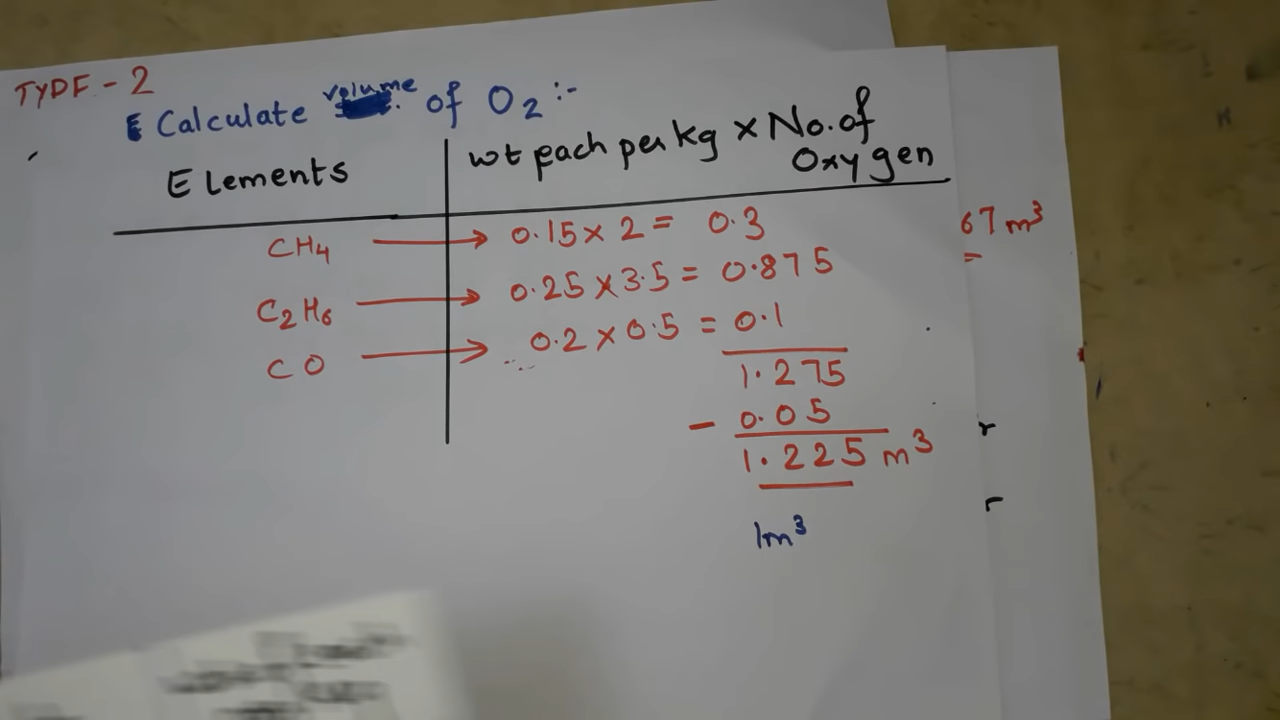 TYPE - 2
Calculate volume of O2 :-
Elements
wt each per kg x No. of Oxygen
CH4 → 0.15 x 2 = 0.3
C2H6 → 0.25 x 3.5 = 0.875
CO → 0.2 x 0.5 = 0.1
1.275
- 0.05
1.225 m³
1m³
67 m³
=
r
r